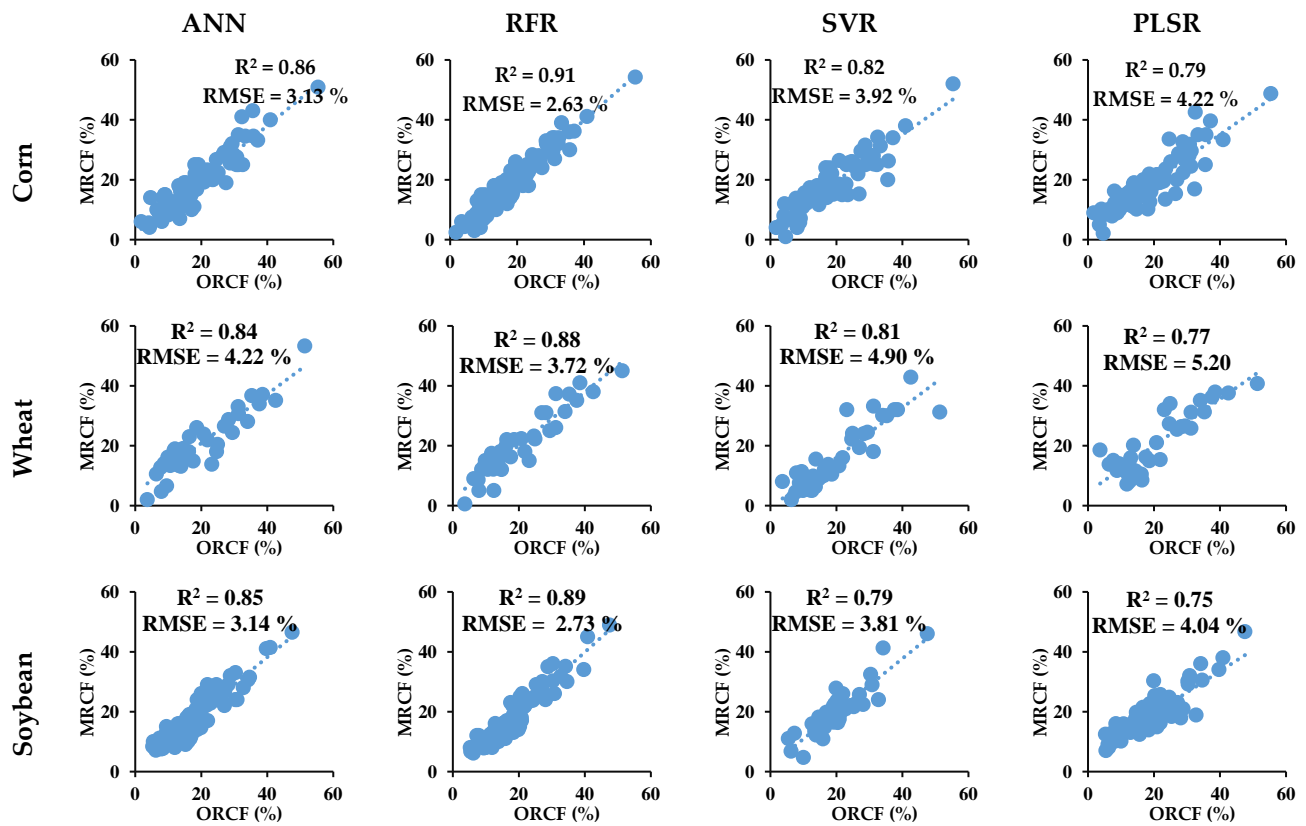 ANN RFR SVR PLSR
Corn
MRCF (%)
60
40
20
0
R² = 0.86
RMSE = 3.13 %
0 20 40 60
ORCF (%)
MRCF (%)
60
40
20
0
R² = 0.91
RMSE = 2.63 %
0 20 40 60
ORCF (%)
MRCF (%)
60
40
20
0
R² = 0.82
RMSE = 3.92 %
0 20 40 60
ORCF (%)
MRCF (%)
60
40
20
0
R² = 0.79
RMSE = 4.22 %
0 20 40 60
ORCF (%)
Wheat
MRCF (%)
60
40
20
0
R² = 0.84
RMSE = 4.22 %
0 20 40 60
ORCF (%)
MRCF (%)
60
40
20
0
R² = 0.88
RMSE = 3.72 %
0 20 40 60
ORCF (%)
MRCF (%)
60
40
20
0
R² = 0.81
RMSE = 4.90 %
0 20 40 60
ORCF (%)
MRCF (%)
60
40
20
0
R² = 0.77
RMSE = 5.20
0 20 40 60
ORCF (%)
Soybean
MRCF (%)
60
40
20
0
R² = 0.85
RMSE = 3.14 %
0 20 40 60
ORCF (%)
MRCF (%)
60
40
20
0
R² = 0.89
RMSE = 2.73 %
0 20 40 60
ORCF (%)
MRCF (%)
60
40
20
0
R² = 0.79
RMSE = 3.81 %
0 20 40 60
ORCF (%)
MRCF (%)
60
40
20
0
R² = 0.75
RMSE = 4.04 %
0 20 40 60
ORCF (%)